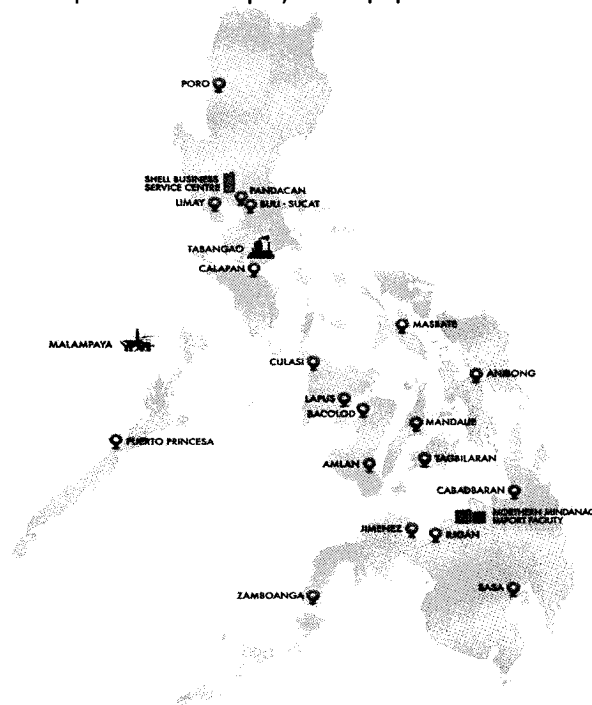 PORO
SHELL BUSINESS
SERVICE CENTRE
PANDACAN
LIMAY
BULI - SUCAT
TABANGAO
CALAPAN
MASBATE
MALAMPAYA
CULASI
ANIBONG
LAPUS
BACOLOD
MANDAUE
PUERTO PRINCESA
AMLAN
TAGBILARAN
CABADBARAN
NORTHERN MINDANAO
IMPORT FACILITY
JIMENEZ
ILIGAN
ZAMBOANGA
SASA